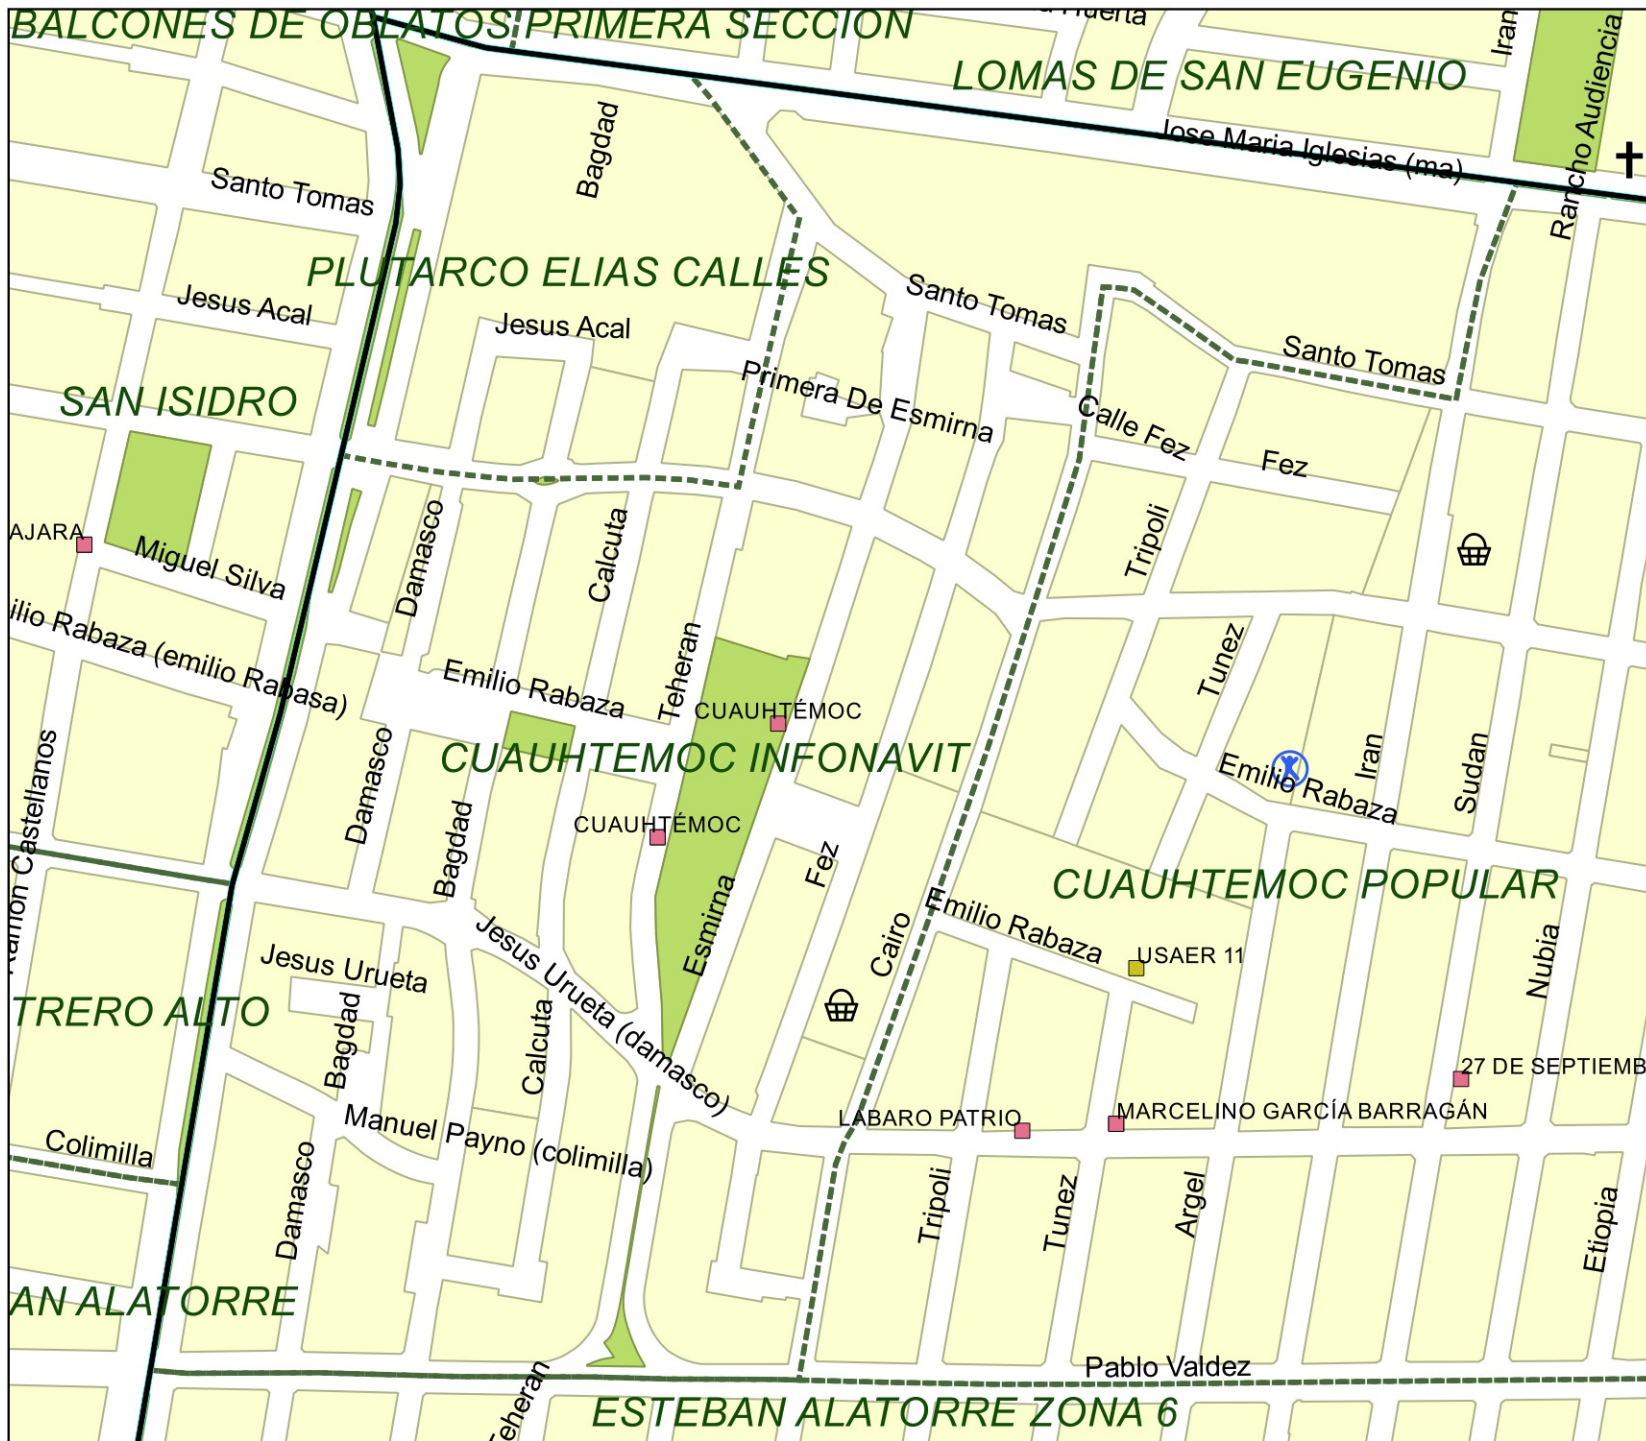 BALCONES DE OBLATOS PRIMERA SECCION
Iran
LOMAS DE SAN EUGENIO
Rancho Audiencia
Bagdad
Jose Maria Iglesias (ma)
Santo Tomas
PLUTARCO ELIAS CALLES
Jesus Acal
Jesus Acal
Santo Tomas
Santo Tomas
SAN ISIDRO
Primera De Esmirna
Calle Fez
Fez
AJARA
Miguel Silva
Damasco
Calcuta
Tripoli
ilio Rabaza (emilio Rabasa)
Emilio Rabaza
Teheran
Tunez
CUAUHTÉMOC
CUAUHTEMOC INFONAVIT
Iran
Sudan
Emilio Rabaza
Damasco
Bagdad
CUAUHTÉMOC
Ramon Castellanos
Fez
CUAUHTEMOC POPULAR
Esmirna
Cairo
Emilio Rabaza
USAER 11
Nubia
Jesus Urueta
Jesus Urueta (damasco)
TRERO ALTO
Bagdad
Calcuta
27 DE SEPTIEMB
Manuel Payno (colimilla)
LABARO PATRIO
MARCELINO GARCÍA BARRAGÁN
Colimilla
Damasco
Tripoli
Tunez
Argel
Etiopia
AN ALATORRE
Pablo Valdez
Teheran
ESTEBAN ALATORRE ZONA 6